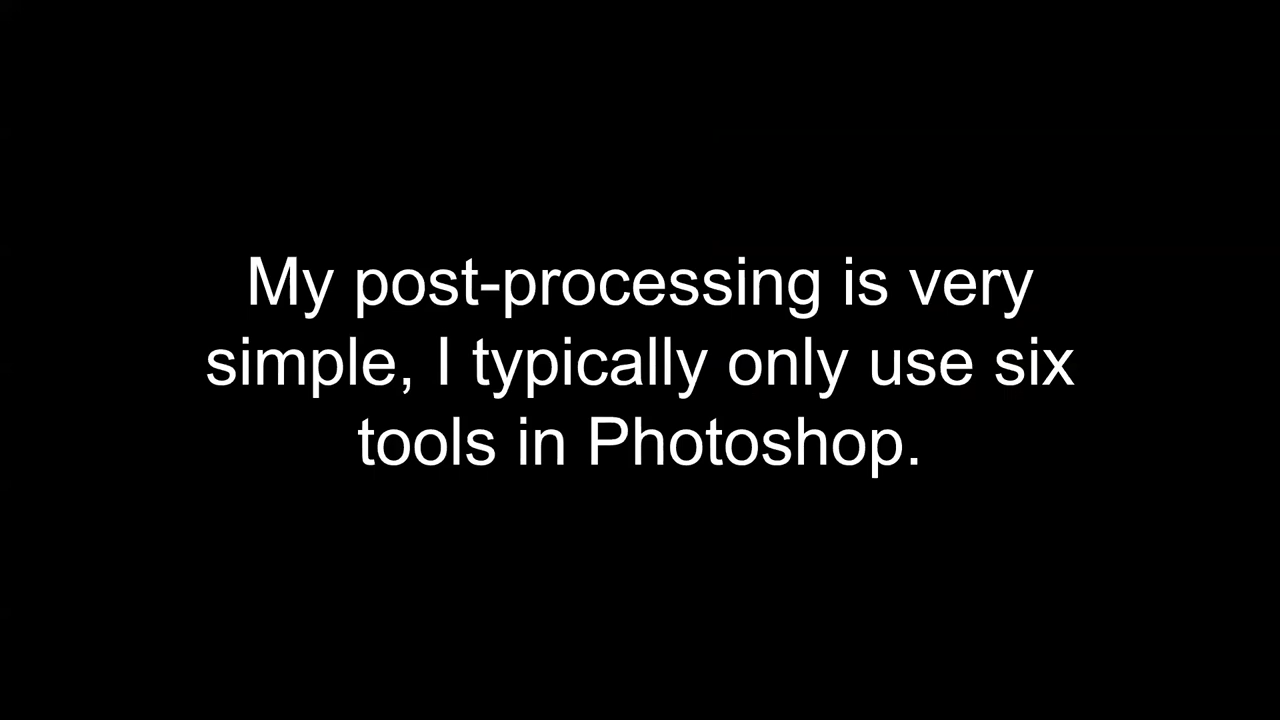 My post-processing is very
simple, I typically only use six
tools in Photoshop.